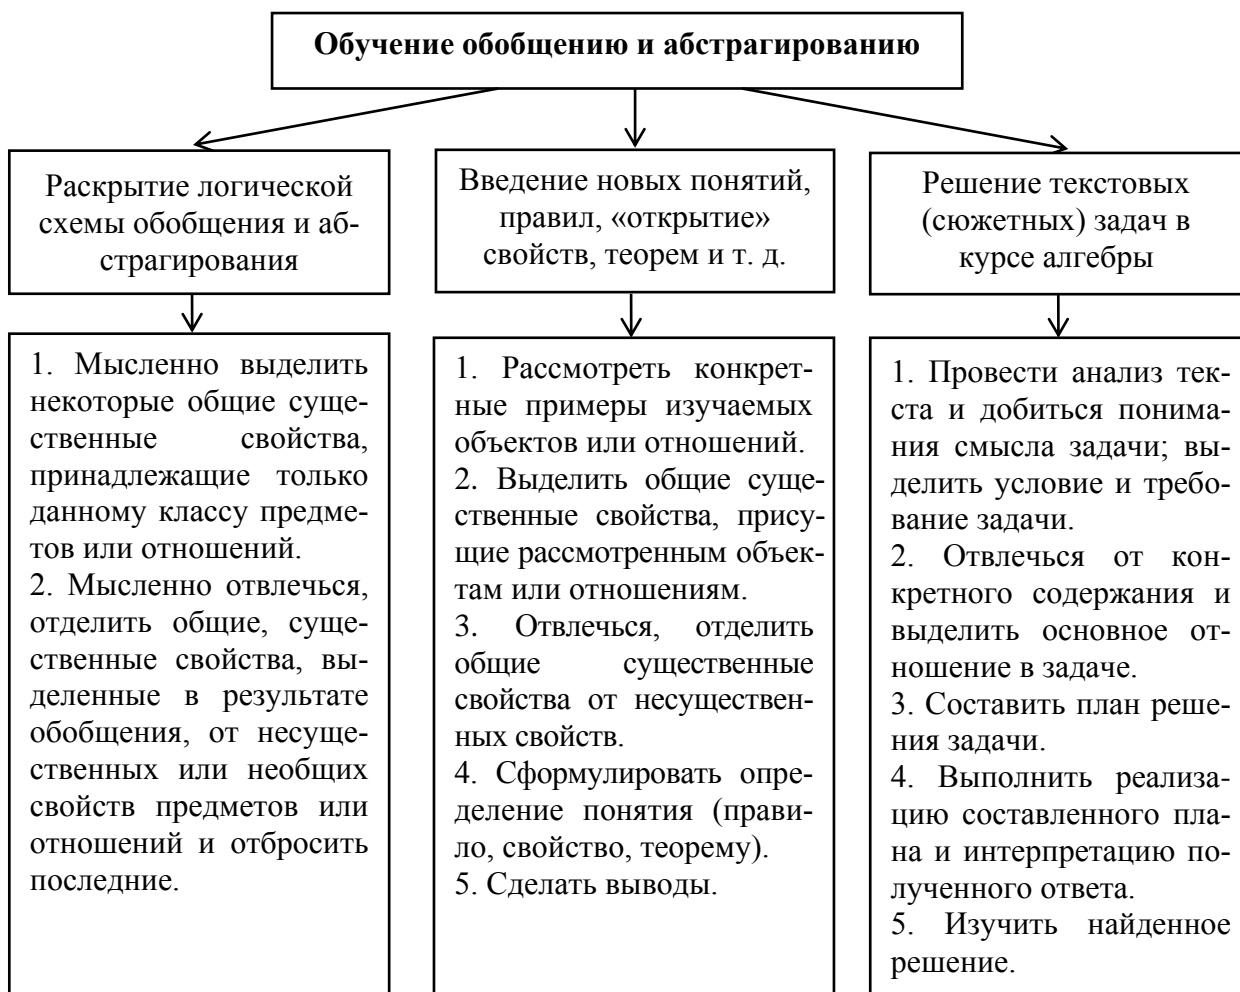 Обучение обобщению и абстрагированию
Раскрытие логической
схемы обобщения и аб-
страгирования
Введение новых понятий,
правил, «открытие»
свойств, теорем и т. д.
Решение текстовых
(сюжетных) задач в
курсе алгебры
1. Мысленно выделить
некоторые общие суще-
ственные свойства,
принадлежащие только
данному классу предме-
тов или отношений.
2. Мысленно отвлечься,
отделить общие, суще-
ственные свойства, вы-
деленные в результате
обобщения, от несуще-
ственных или необщих
свойств предметов или
отношений и отбросить
последние.
1. Рассмотреть конкрет-
ные примеры изучаемых
объектов или отношений.
2. Выделить общие суще-
ственные свойства, прису-
щие рассмотренным объек-
там или отношениям.
3. Отвлечься, отделить
общие существенные
свойства от несуществен-
ных свойств.
4. Сформулировать опре-
деление понятия (прави-
ло, свойство, теорему).
5. Сделать выводы.
1. Провести анализ тек-
ста и добиться понима-
ния смысла задачи; вы-
делить условие и требо-
вание задачи.
2. Отвлечься от кон-
кретного содержания и
выделить основное от-
ношение в задаче.
3. Составить план реше-
ния задачи.
4. Выполнить реализа-
цию составленного пла-
на и интерпретацию по-
лученного ответа.
5. Изучить найденное
решение.